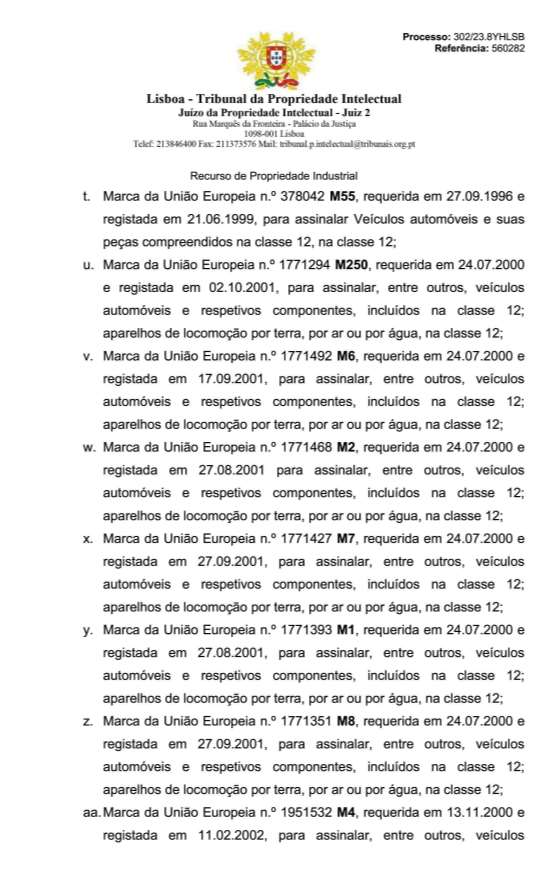 Processo: 302/23.8YHLSB
Referência: 560282
Lisboa - Tribunal da Propriedade Intelectual
Juízo da Propriedade Intelectual - Juiz 2
Rua Marquês da Fronteira - Palácio da Justiça
1098-001 Lisboa
Telef: 213846400 Fax: 211373576 Mail: tribunal.p.intelectual@tribunais.org.pt
Recurso de Propriedade Industrial
t. Marca da União Europeia n.º 378042 M55, requerida em 27.09.1996 e
registada em 21.06.1999, para assinalar Veículos automóveis e suas
peças compreendidos na classe 12, na classe 12;
u. Marca da União Europeia n.º 1771294 M250, requerida em 24.07.2000
e registada em 02.10.2001, para assinalar, entre outros, veículos
automóveis e respetivos componentes, incluídos na classe 12;
aparelhos de locomoção por terra, por ar ou por água, na classe 12;
v. Marca da União Europeia n.º 1771492 M6, requerida em 24.07.2000 e
registada em 17.09.2001, para assinalar, entre outros, veículos
automóveis e respetivos componentes, incluídos na classe 12;
aparelhos de locomoção por terra, por ar ou por água, na classe 12;
w. Marca da União Europeia n.º 1771468 M2, requerida em 24.07.2000 e
registada em 27.08.2001 para assinalar, entre outros, veículos
automóveis e respetivos componentes, incluídos na classe 12;
aparelhos de locomoção por terra, por ar ou por água, na classe 12;
x. Marca da União Europeia n.º 1771427 M7, requerida em 24.07.2000 e
registada em 27.09.2001, para assinalar, entre outros, veículos
automóveis e respetivos componentes, incluídos na classe 12;
aparelhos de locomoção por terra, por ar ou por água, na classe 12;
y. Marca da União Europeia n.º 1771393 M1, requerida em 24.07.2000 e
registada em 27.08.2001, para assinalar, entre outros, veículos
automóveis e respetivos componentes, incluídos na classe 12;
aparelhos de locomoção por terra, por ar ou por água, na classe 12;
z. Marca da União Europeia n.º 1771351 M8, requerida em 24.07.2000 e
registada em 27.09.2001, para assinalar, entre outros, veículos
automóveis e respetivos componentes, incluídos na classe 12;
aparelhos de locomoção por terra, por ar ou por água, na classe 12;
aa. Marca da União Europeia n.º 1951532 M4, requerida em 13.11.2000 e
registada em 11.02.2002, para assinalar, entre outros, veículos